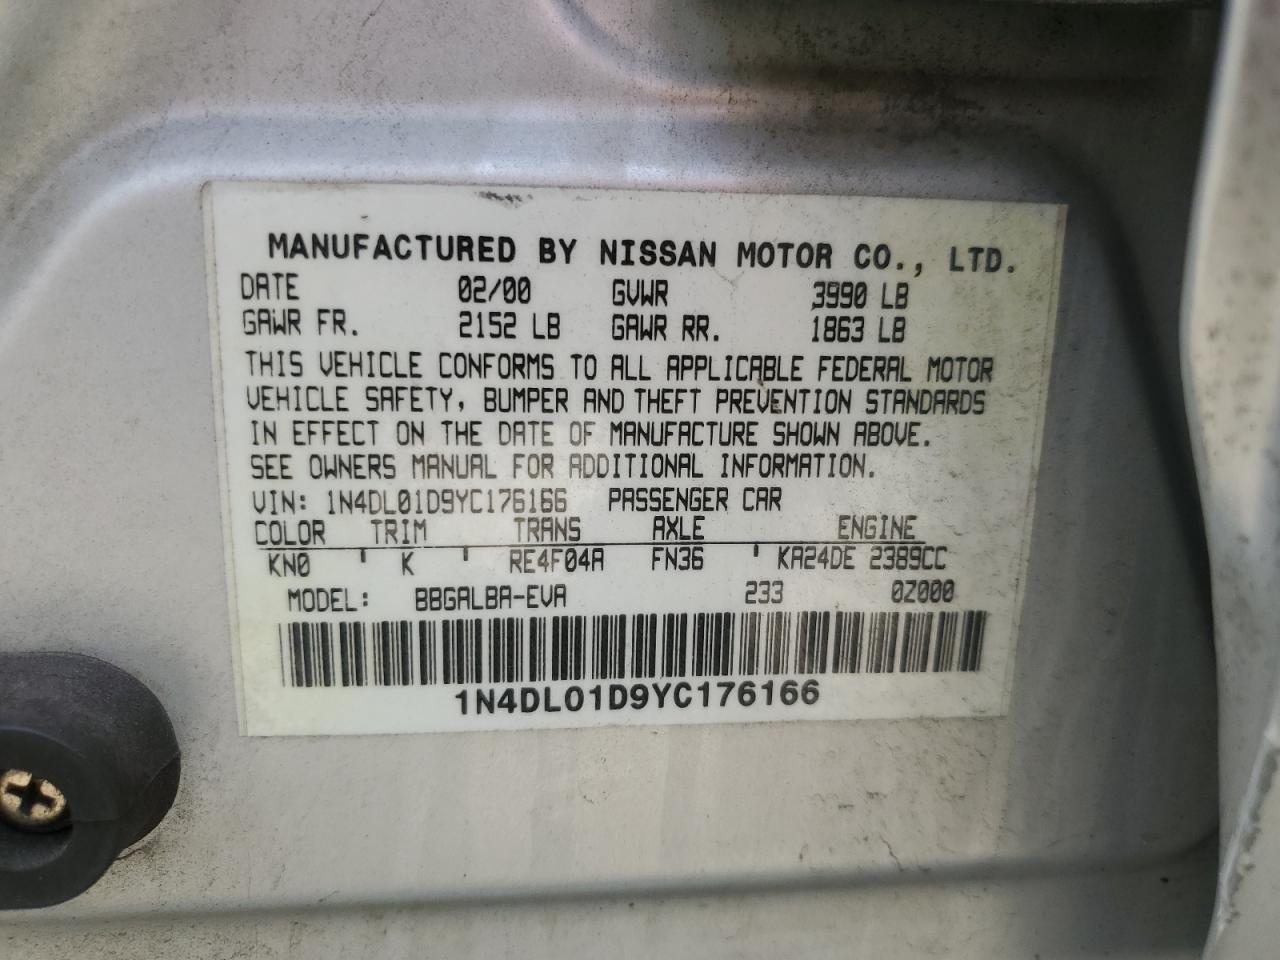 MANUFACTURED BY NISSAN MOTOR CO., LTD.
DATE 02/00 GVWR 3990 LB
GAWR FR. 2152 LB GAWR RR. 1863 LB
THIS VEHICLE CONFORMS TO ALL APPLICABLE FEDERAL MOTOR
VEHICLE SAFETY, BUMPER AND THEFT PREVENTION STANDARDS
IN EFFECT ON THE DATE OF MANUFACTURE SHOWN ABOVE.
SEE OWNERS MANUAL FOR ADDITIONAL INFORMATION.
VIN: 1N4DL01D9YC176166 PASSENGER CAR
COLOR TRIM TRANS AXLE ENGINE
KN0 ' K ' RE4F04A FN36 ' KA24DE 2389CC
MODEL: BBGALBA-EVA 233 0Z000
1N4DL01D9YC176166